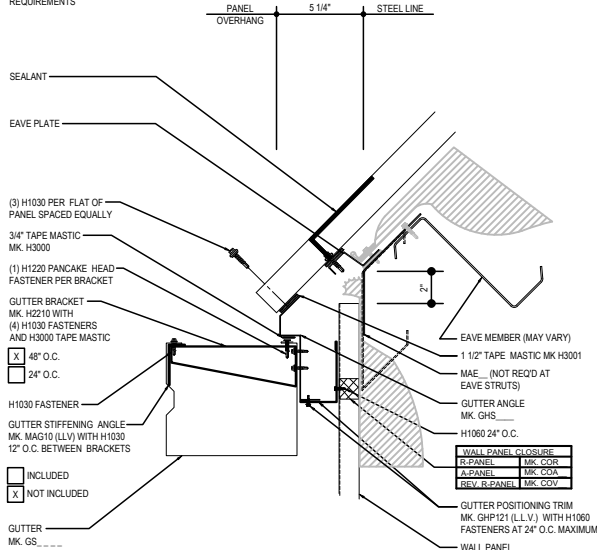 REQUIREMENTS
PANEL
OVERHANG
5 1/4"
STEEL LINE
SEALANT
EAVE PLATE
(3) H1030 PER FLAT OF
PANEL SPACED EQUALLY
3/4" TAPE MASTIC
MK. H3000
(1) H1220 PANCAKE HEAD
FASTENER PER BRACKET
GUTTER BRACKET
MK. H2210 WITH
(4) H1030 FASTENERS
AND H3000 TAPE MASTIC
X 48" O.C.
24" O.C.
H1030 FASTENER
GUTTER STIFFENING ANGLE
MK. MAG10 (LLV) WITH H1030
12" O.C. BETWEEN BRACKETS
INCLUDED
X NOT INCLUDED
GUTTER
MK. GS_ _ _ _
2"
EAVE MEMBER (MAY VARY)
1 1/2" TAPE MASTIC MK H3001
MAE__ (NOT REQ'D AT
EAVE STRUTS)
GUTTER ANGLE
MK. GHS____
H1060 24" O.C.
WALL PANEL CLOSURE
R-PANEL MK. COR
A-PANEL MK. COA
REV. R-PANEL MK. COV
GUTTER POSITIONING TRIM
MK. GHP121 (L.L.V.) WITH H1060
FASTENERS AT 24" O.C. MAXIMUM
WALL PANEL